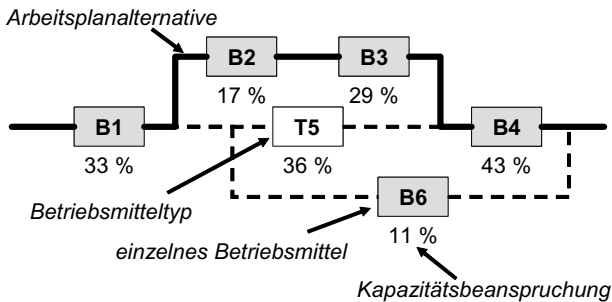 Arbeitsplanalternative
B2
B3
17 %
29 %
B1
T5
B4
33 %
36 %
43 %
Betriebsmitteltyp
B6
einzelnes Betriebsmittel
11 %
Kapazitätsbeanspruchung